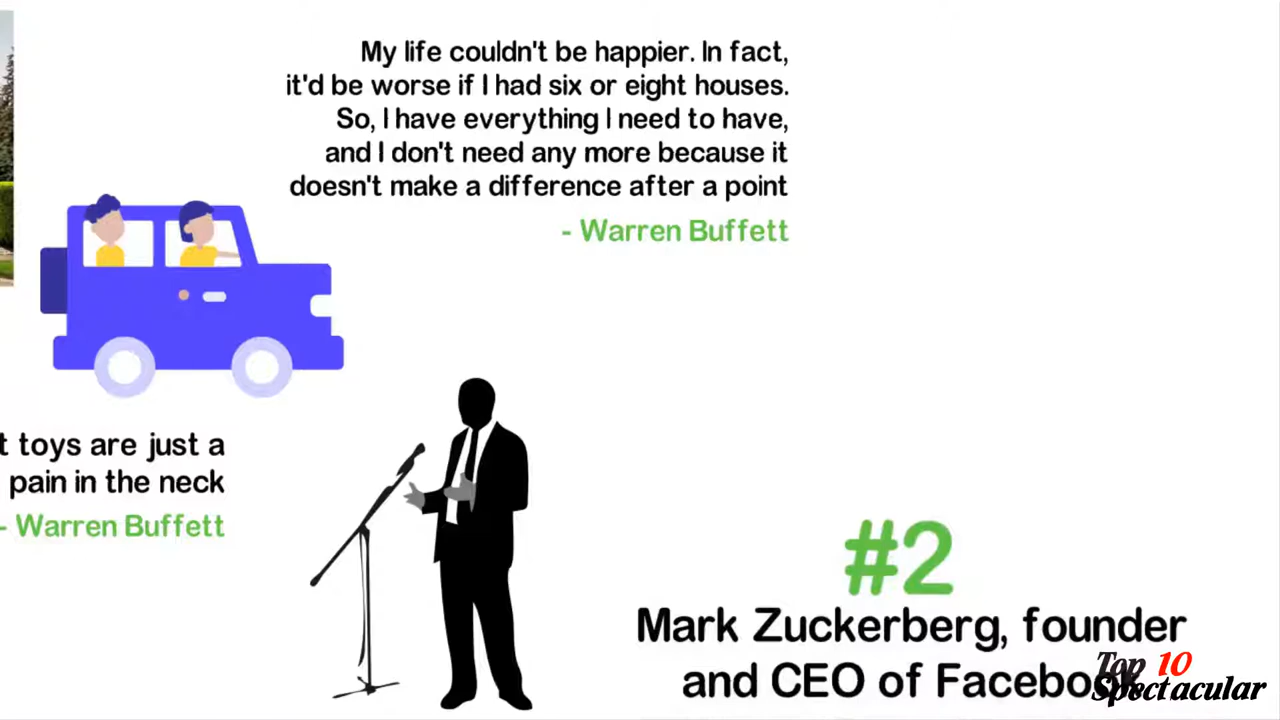 My life couldn't be happier. In fact,
it'd be worse if I had six or eight houses.
So, I have everything I need to have,
and I don't need any more because it
doesn't make a difference after a point
- Warren Buffett
t toys are just a
pain in the neck
- Warren Buffett
#2
Mark Zuckerberg, founder
and CEO of Facebook
Top 10
Spectacular